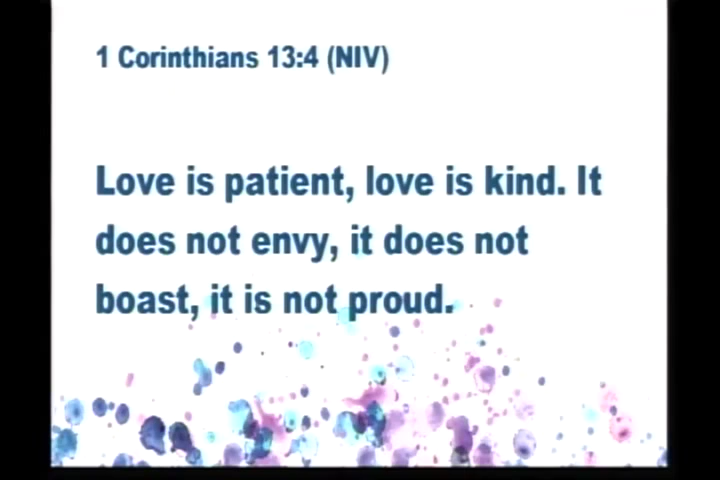 1 Corinthians 13:4 (NIV)
Love is patient, love is kind. It
does not envy, it does not
boast, it is not proud.